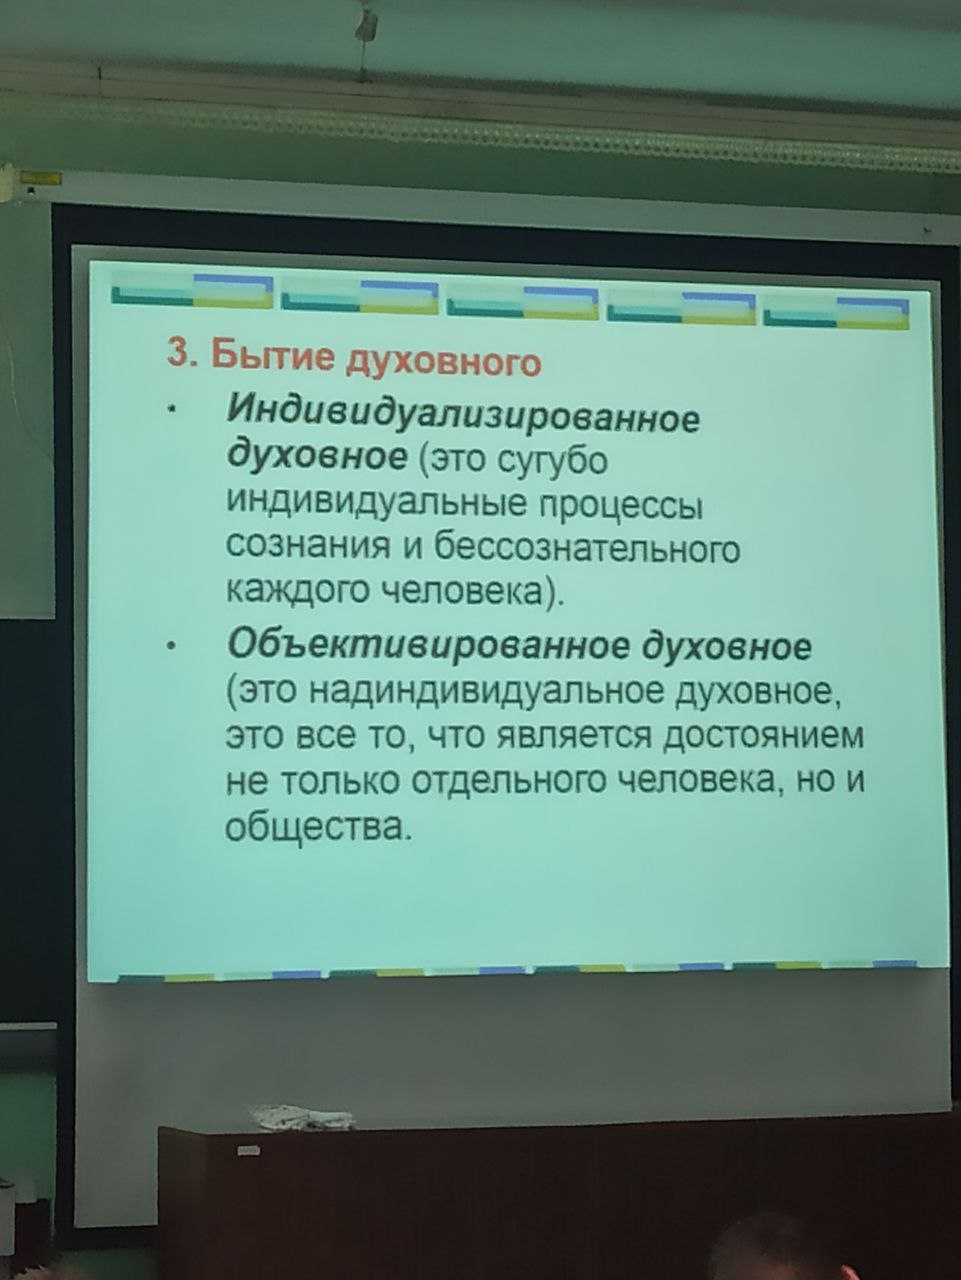 3. Бытие духовного
• Индивидуализированное
духовное (это сугубо
индивидуальные процессы
сознания и бессознательного
каждого человека).
• Объективированное духовное
(это надиндивидуальное духовное,
это все то, что является достоянием
не только отдельного человека, но и
общества.